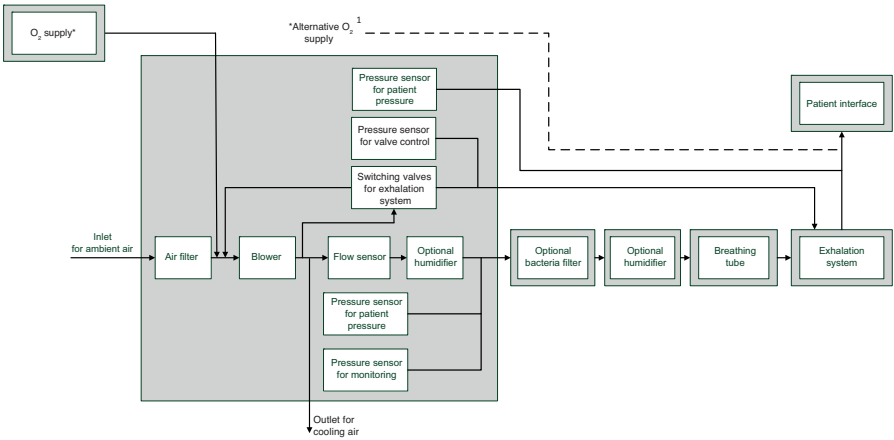 O2 supply*
*Alternative O2 1
supply
Pressure sensor
for patient
pressure
Patient interface
Pressure sensor
for valve control
Switching valves
for exhalation
system
Inlet
for ambient air
Air filter
Blower
Flow sensor
Optional
humidifier
Optional
bacteria filter
Optional
humidifier
Breathing
tube
Exhalation
system
Pressure sensor
for patient
pressure
Pressure sensor
for monitoring
Outlet for
cooling air